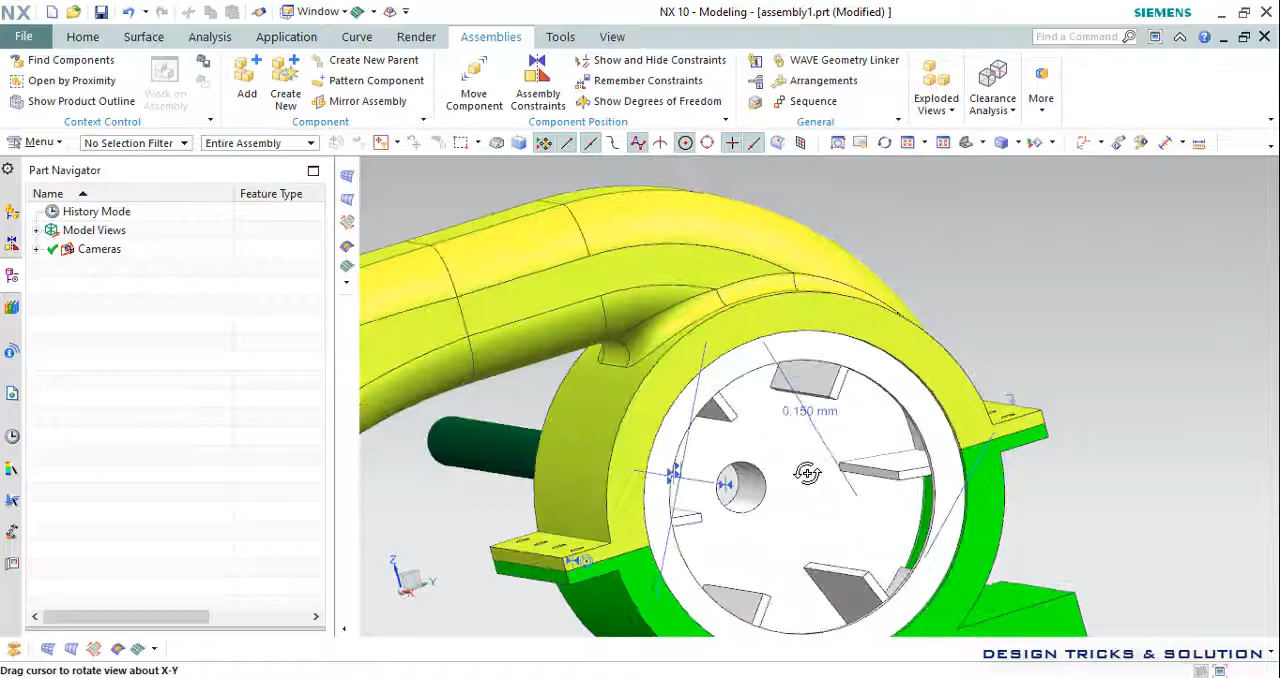 NX Window NX 10 - Modeling - [assembly1.prt (Modified) ] SIEMENS
File Home Surface Analysis Application Curve Render Assemblies Tools View Find a Command
Find Components
Open by Proximity
Show Product Outline
Context Control
Work on
Assembly
Add
Create
New
Create New Parent
Pattern Component
Mirror Assembly
Component
Move
Component
Assembly
Constraints
Show and Hide Constraints
Remember Constraints
Show Degrees of Freedom
Component Position
WAVE Geometry Linker
Arrangements
Sequence
General
Exploded
Views
Clearance
Analysis
More
Menu No Selection Filter Entire Assembly
Part Navigator
Name Feature Type
History Mode
Model Views
Cameras
0.150 mm
Z
Y
X
DESIGN TRICKS & SOLUTION
Drag cursor to rotate view about X-Y